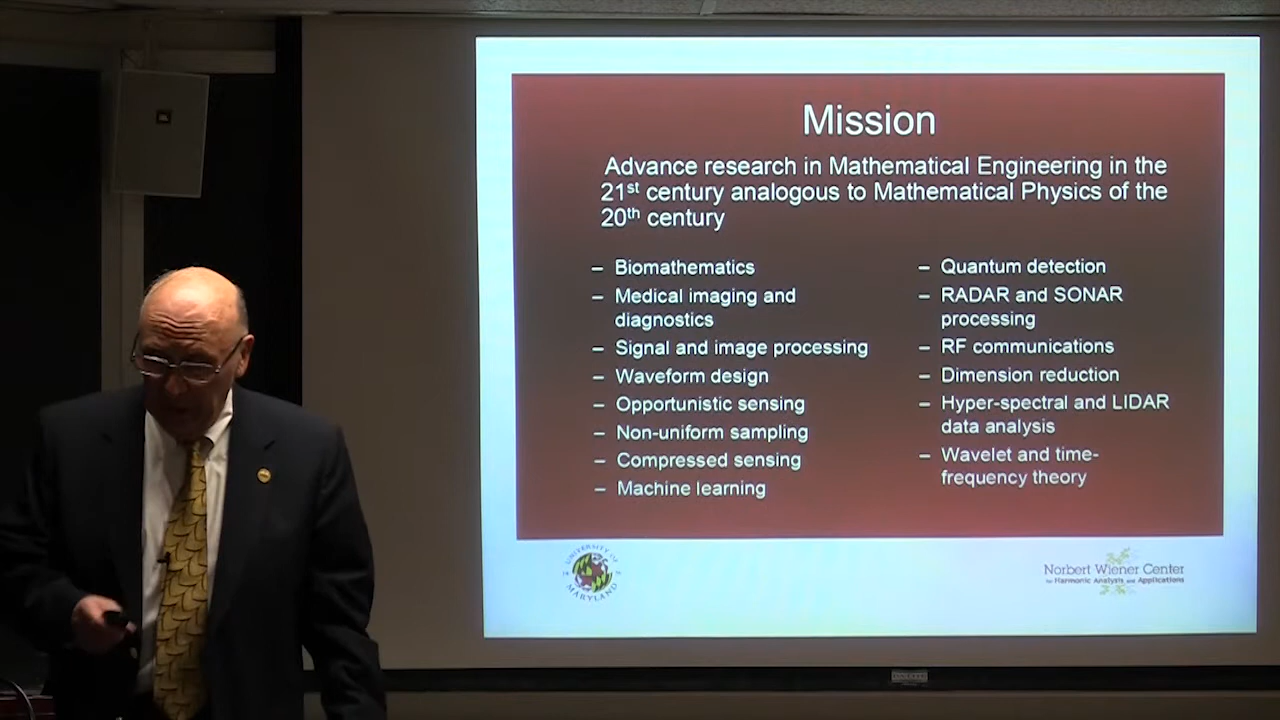 Mission
Advance research in Mathematical Engineering in the
21st century analogous to Mathematical Physics of the
20th century
– Biomathematics
– Medical imaging and
diagnostics
– Signal and image processing
– Waveform design
– Opportunistic sensing
– Non-uniform sampling
– Compressed sensing
– Machine learning
– Quantum detection
– RADAR and SONAR
processing
– RF communications
– Dimension reduction
– Hyper-spectral and LIDAR
data analysis
– Wavelet and time-
frequency theory
UNIVERSITY OF
MARYLAND
Norbert Wiener Center
for Harmonic Analysis and Applications